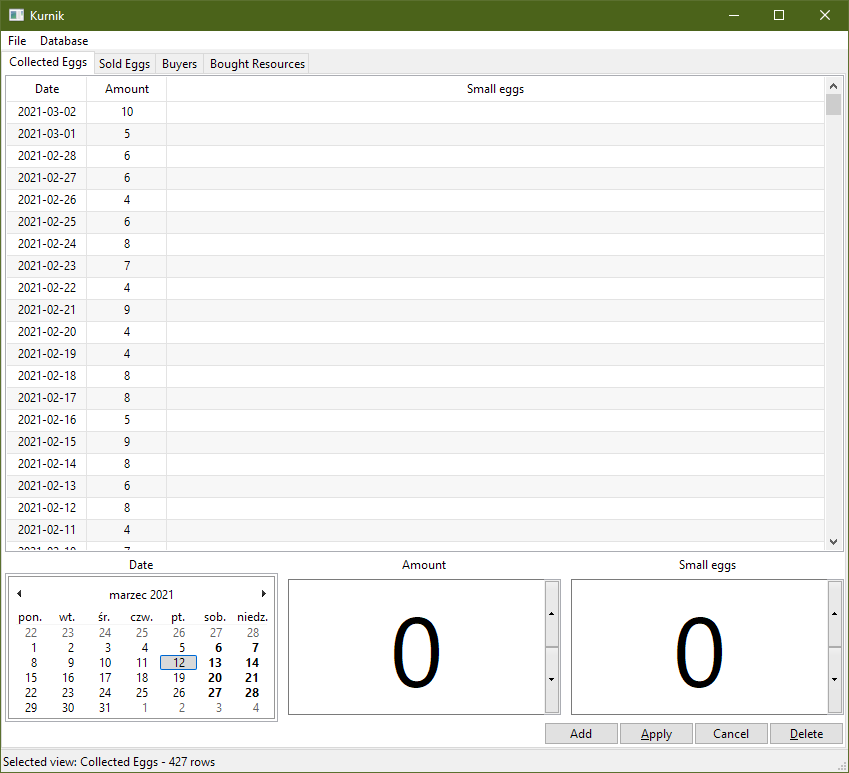 Kurnik
File Database
Collected Eggs Sold Eggs Buyers Bought Resources
Date Amount Small eggs
2021-03-02 10
2021-03-01 5
2021-02-28 6
2021-02-27 6
2021-02-26 4
2021-02-25 6
2021-02-24 8
2021-02-23 7
2021-02-22 4
2021-02-21 9
2021-02-20 4
2021-02-19 4
2021-02-18 8
2021-02-17 8
2021-02-16 5
2021-02-15 9
2021-02-14 8
2021-02-13 6
2021-02-12 8
2021-02-11 4
2021-02-10 7
Date Amount Small eggs
marzec 2021
pon. wt. śr. czw. pt. sob. niedz.
22 23 24 25 26 27 28
1 2 3 4 5 6 7
8 9 10 11 12 13 14
15 16 17 18 19 20 21
22 23 24 25 26 27 28
29 30 31 1 2 3 4
0 0
Add Apply Cancel Delete
Selected view: Collected Eggs - 427 rows